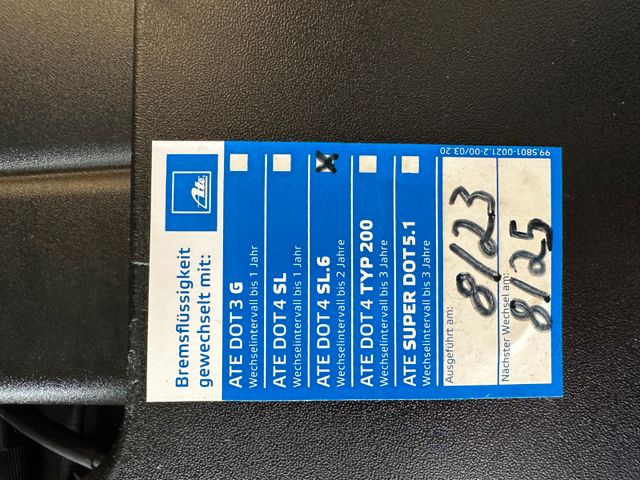 Bremsflüssigkeit
gewechselt mit:
Ate
ATE DOT 3 G
Wechselintervall bis 1 Jahr
ATE DOT 4 SL
Wechselintervall bis 1 Jahr
ATE DOT 4 SL.6
X
Wechselintervall bis 2 Jahre
ATE DOT 4 TYP 200
Wechselintervall bis 3 Jahre
ATE SUPER DOT 5.1
Wechselintervall bis 3 Jahre
Ausgeführt am:
8/23
Nächster Wechsel am:
8/25
99.5801-0021.2-00/03.20